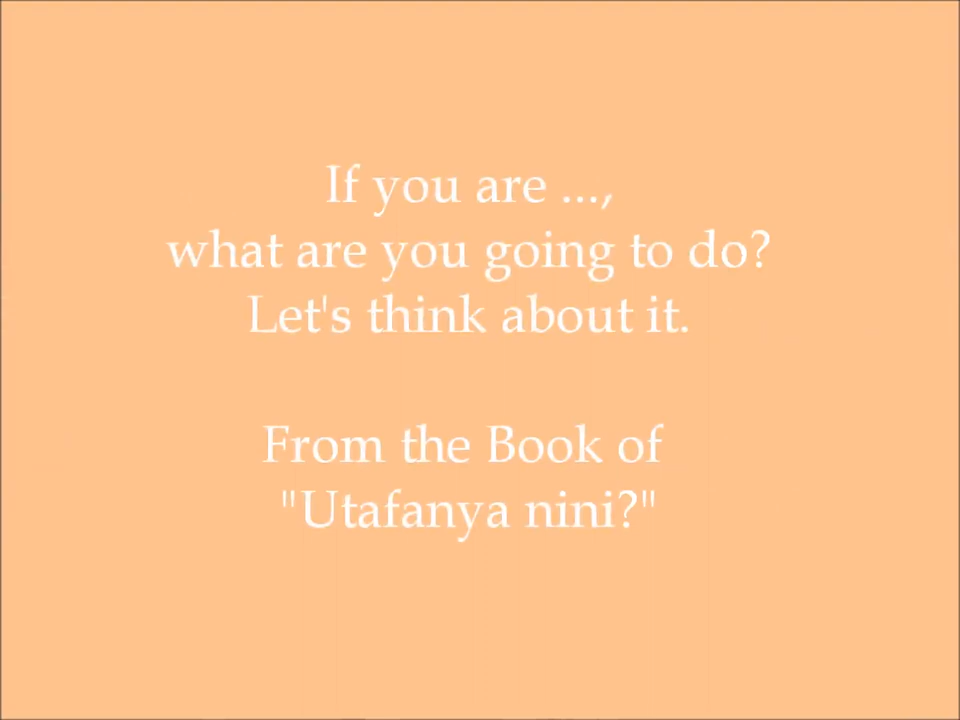 If you are ...,
what are you going to do?
Let's think about it.
From the Book of
"Utafanya nini?"